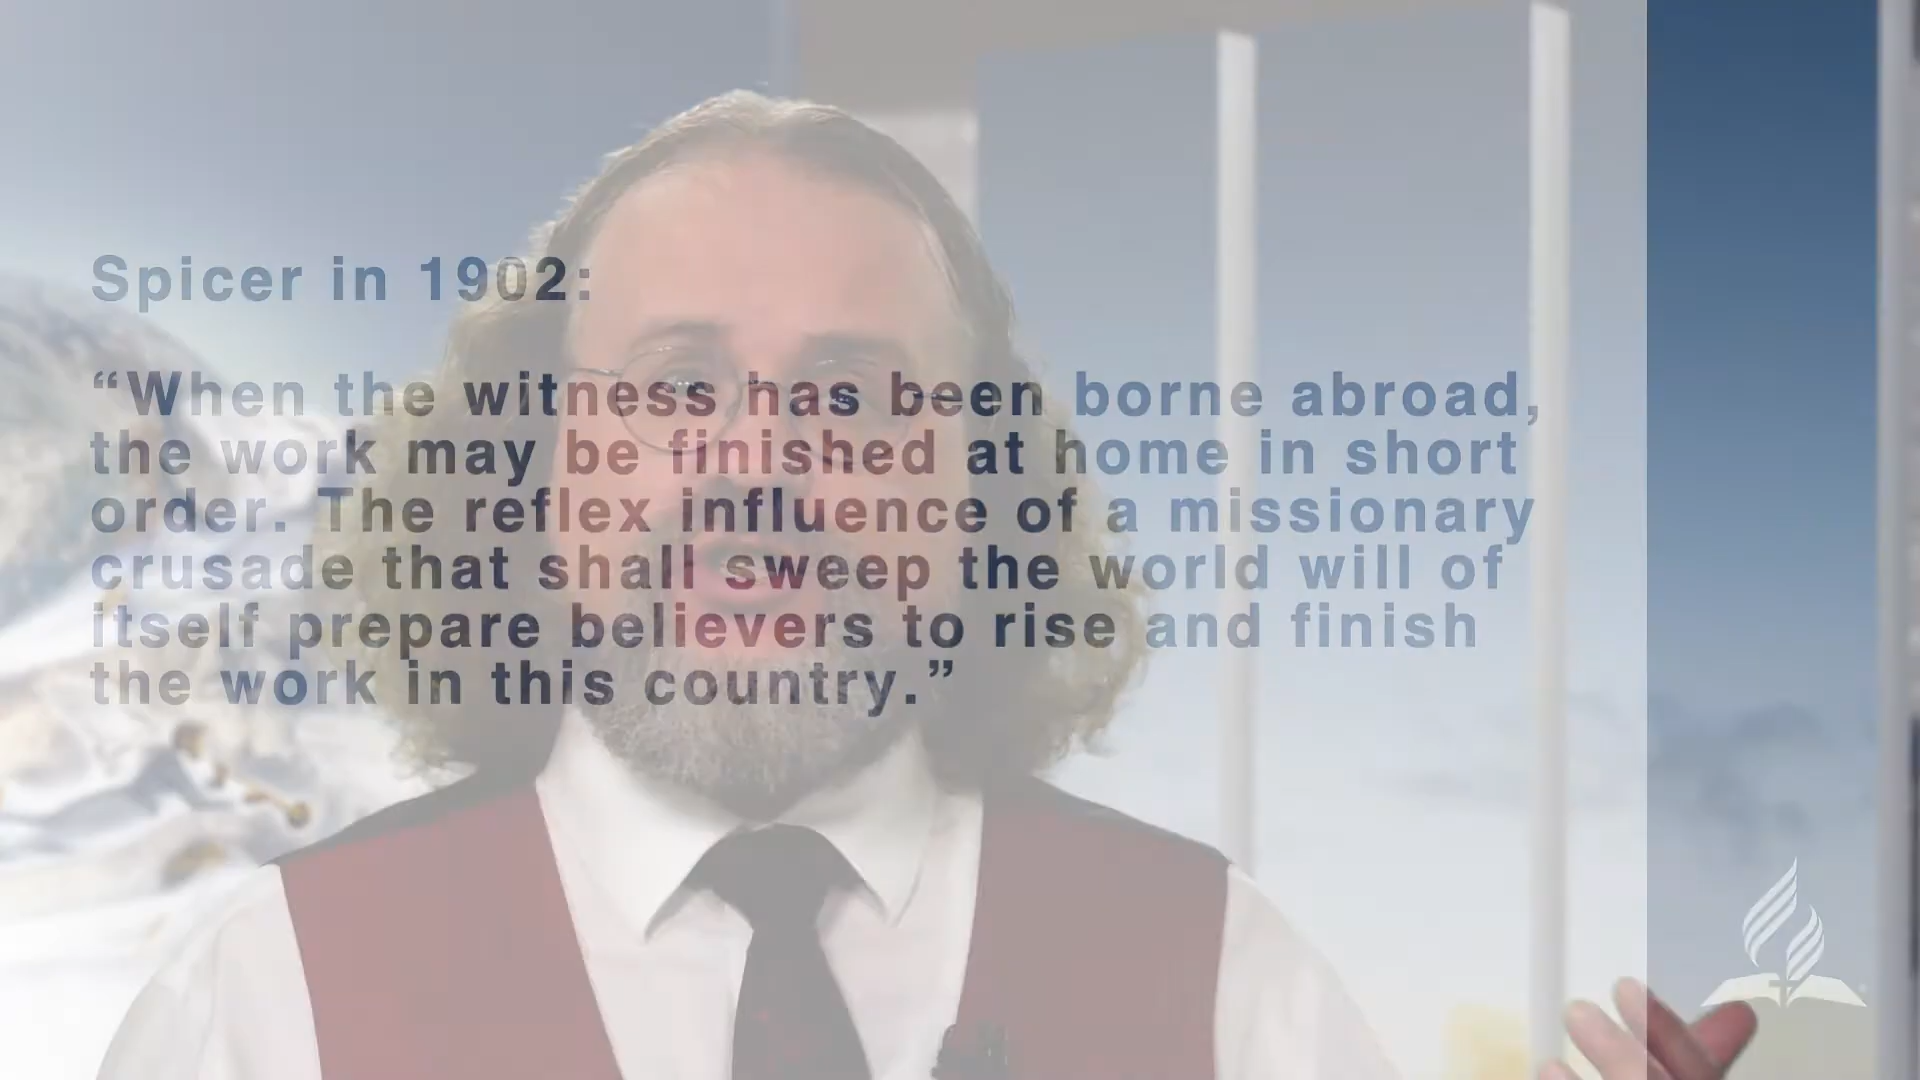 Spicer in 1902:
“When the witness has been borne abroad,
the work may be finished at home in short
order. The reflex influence of a missionary
crusade that shall sweep the world will of
itself prepare believers to rise and finish
the work in this country.”